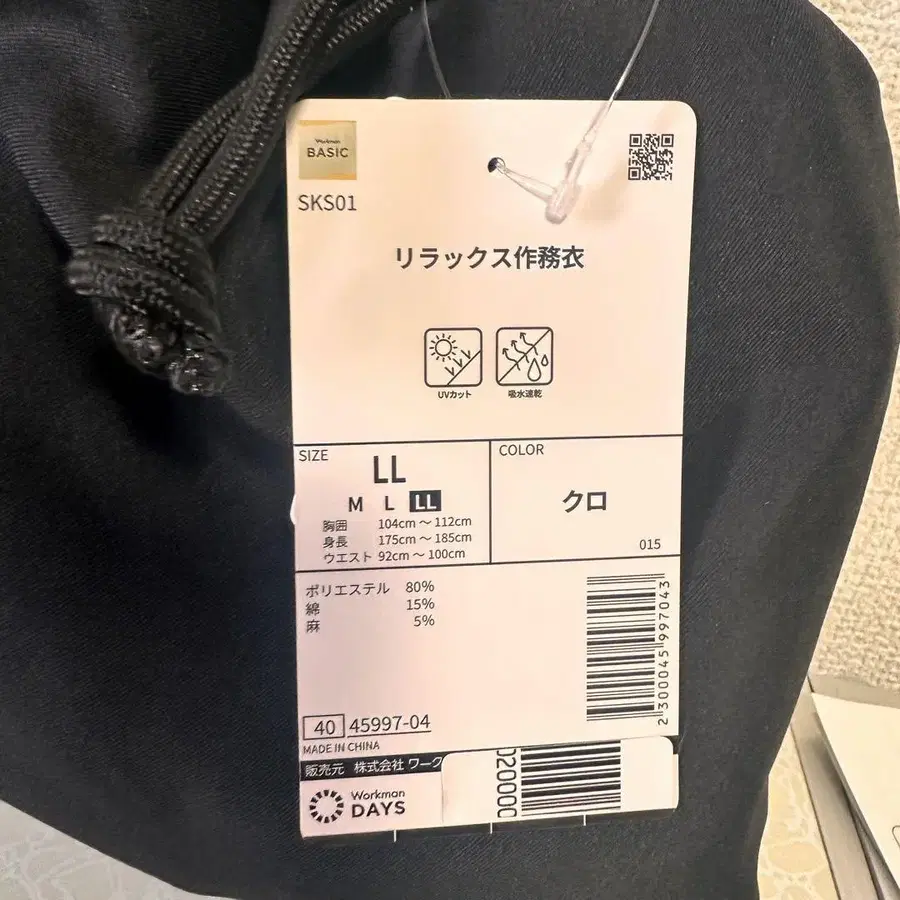 Workman
BASIC
SKS01
リラックス作務衣
UVカット
吸水速乾
SIZE
LL
M L LL
胸囲 104cm ～ 112cm
身長 175cm ～ 185cm
ウエスト 92cm ～ 100cm
COLOR
クロ
015
ポリエステル 80%
綿 15%
麻 5%
2300045997043
40 45997-04
MADE IN CHINA
販売元 株式会社 ワーク
Workman
DAYS
020000